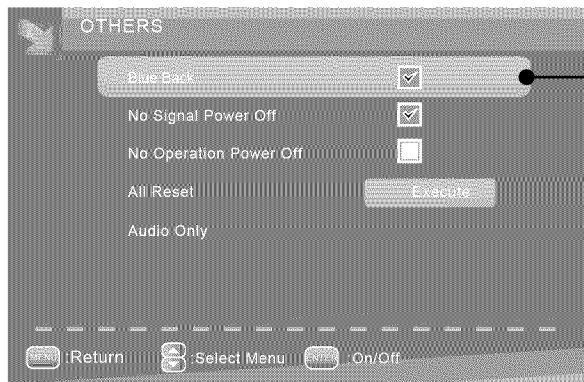 OTHERS
Blue Back
No Signal Power Off
No Operation Power Off
All Reset Execute
Audio Only
MENU :Return :Select Menu ENTER :On/Off